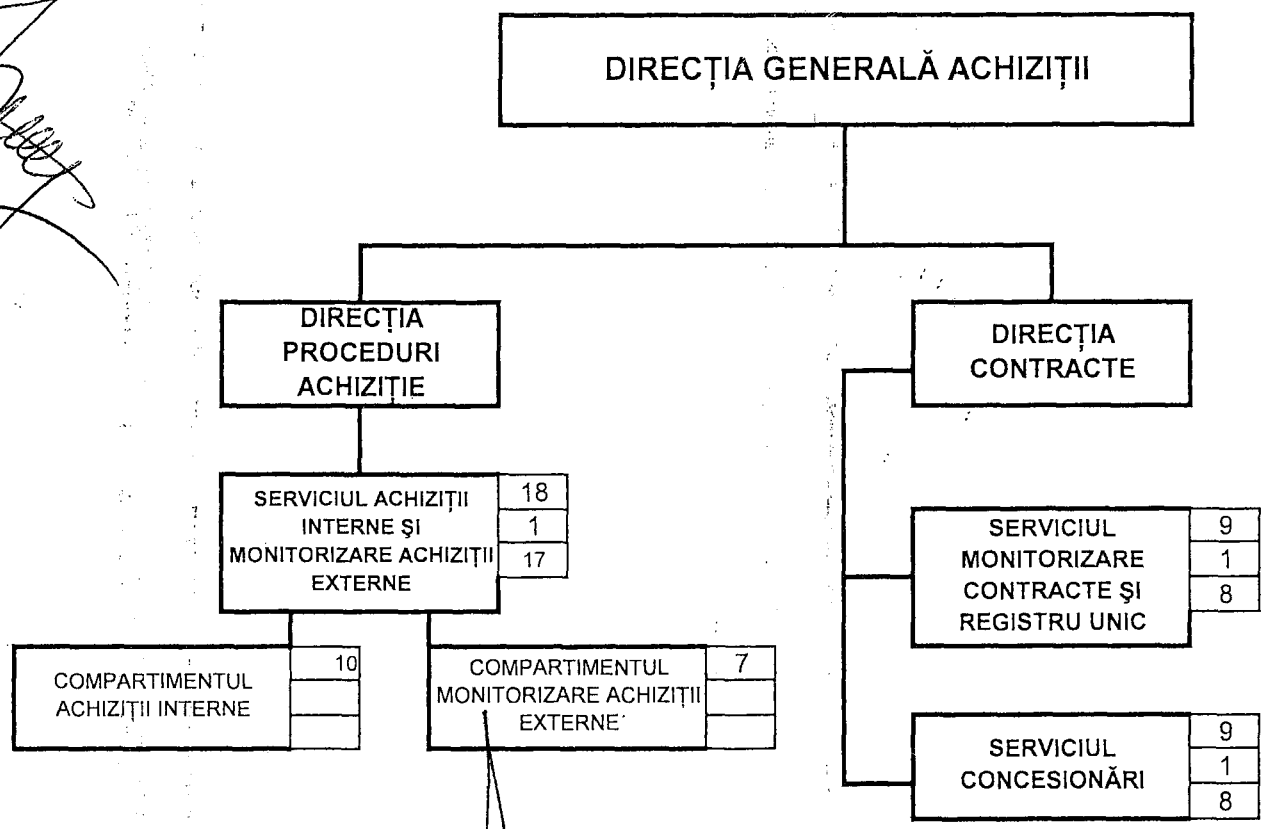 DIRECȚIA GENERALĂ ACHIZIȚII
DIRECȚIA
PROCEDURI
ACHIZIȚIE
DIRECȚIA
CONTRACTE
SERVICIUL ACHIZIȚII
INTERNE ŞI
MONITORIZARE ACHIZIȚII
EXTERNE
18
1
17
SERVICIUL
MONITORIZARE
CONTRACTE ŞI
REGISTRU UNIC
9
1
8
COMPARTIMENTUL
ACHIZIȚII INTERNE
10
COMPARTIMENTUL
MONITORIZARE ACHIZIȚII
EXTERNE
7
SERVICIUL
CONCESIONĂRI
9
1
8